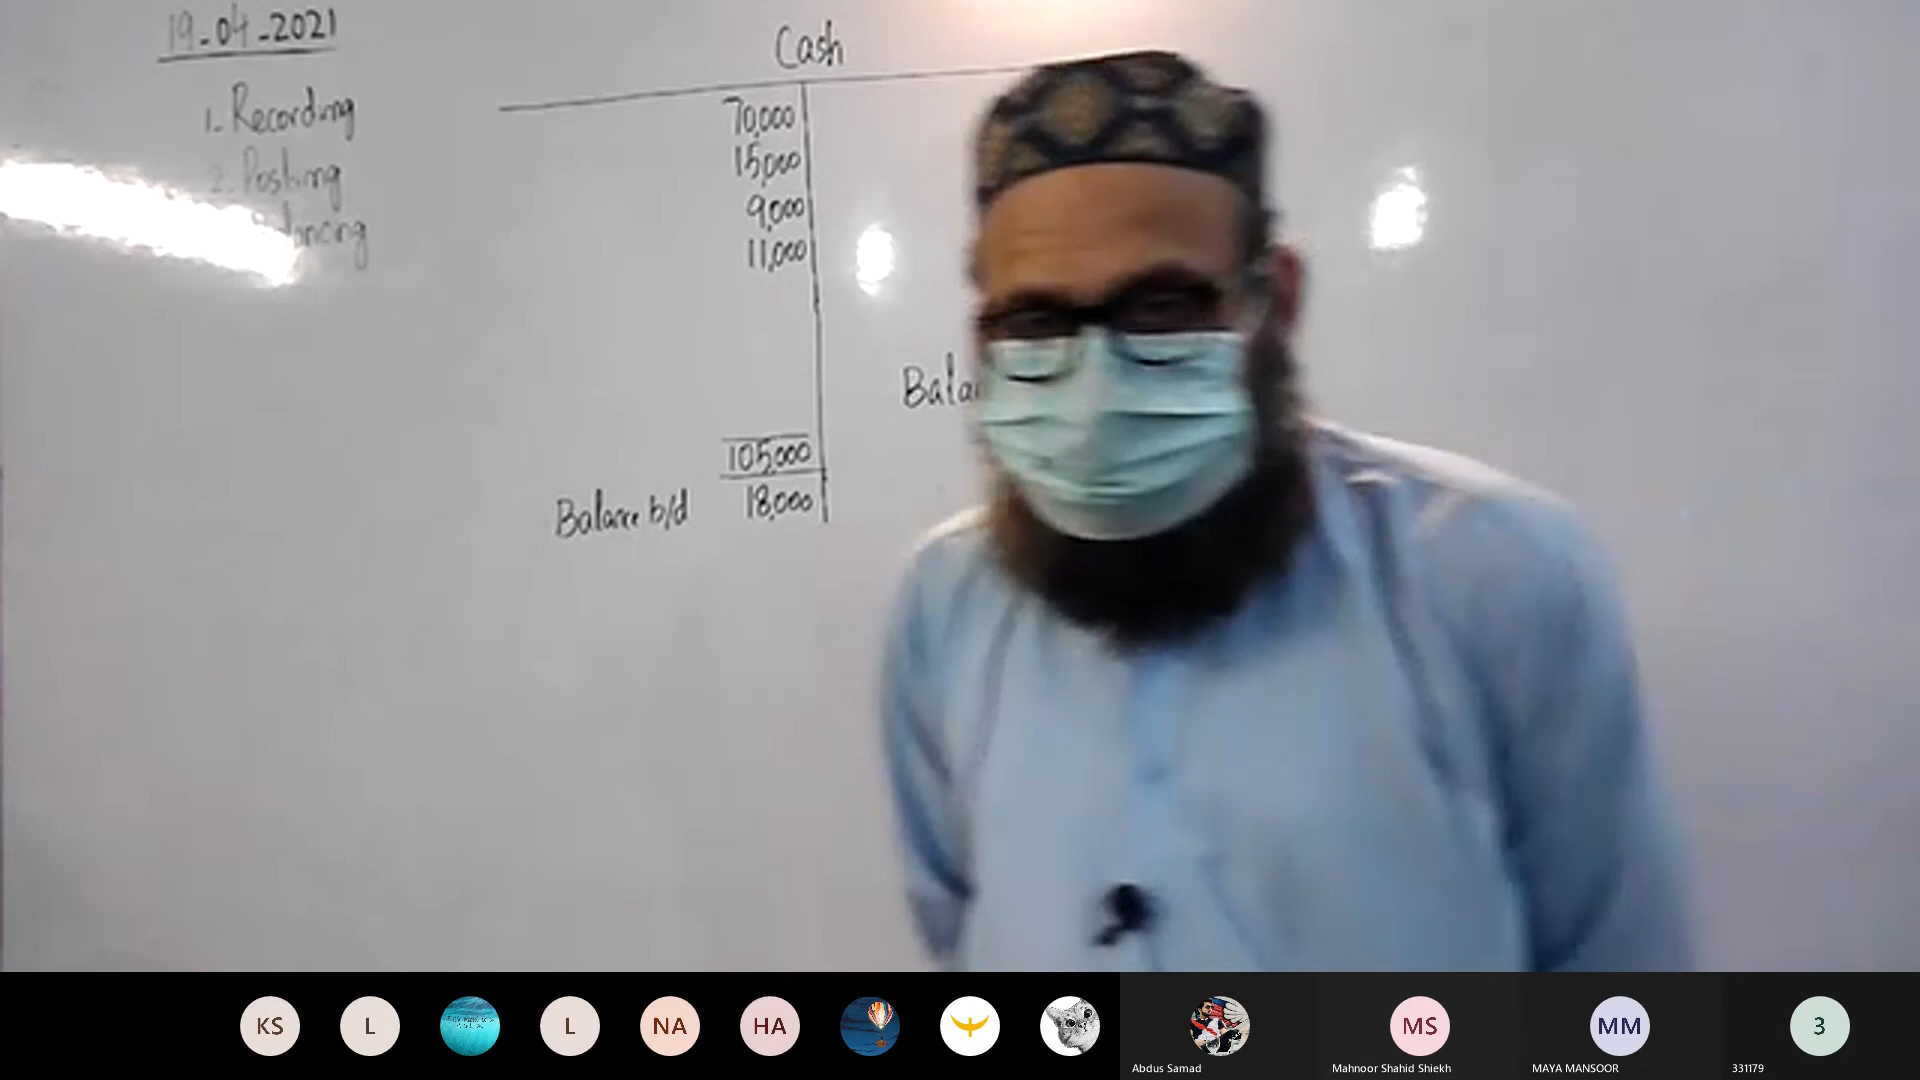 19-04-2021
1. Recording
2. Posting
ancing
Cash
70,000
15,000
9,000
11,000
Bala
105,000
Balance b/d 18,000
KS
L
L
NA
HA
MS
MM
3
Abdus Samad
Mahnoor Shahid Shiekh
MAYA MANSOOR
331179